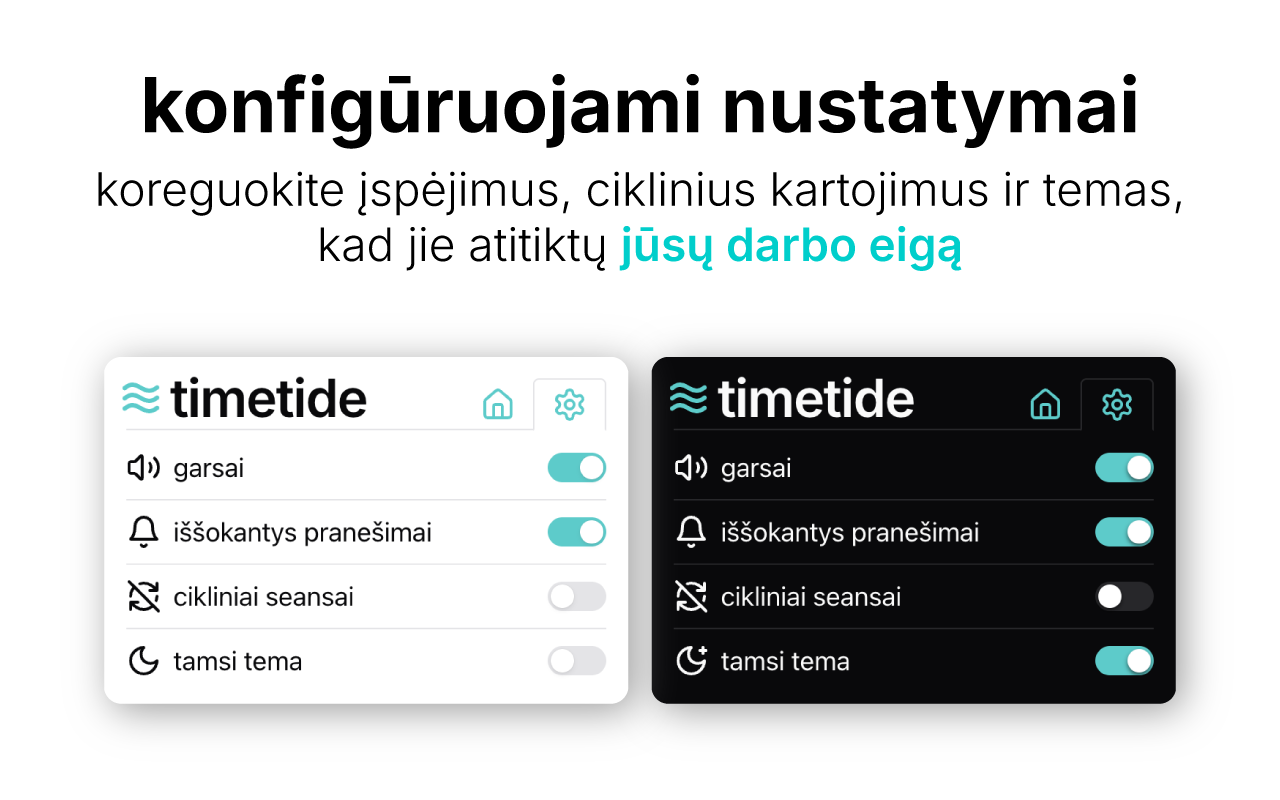 konfigūruojami nustatymai
koreguokite įspėjimus, ciklinius kartojimus ir temas,
kad jie atitiktų jūsų darbo eigą
timetide
garsai
iššokantys pranešimai
cikliniai seansai
tamsi tema
timetide
garsai
iššokantys pranešimai
cikliniai seansai
tamsi tema